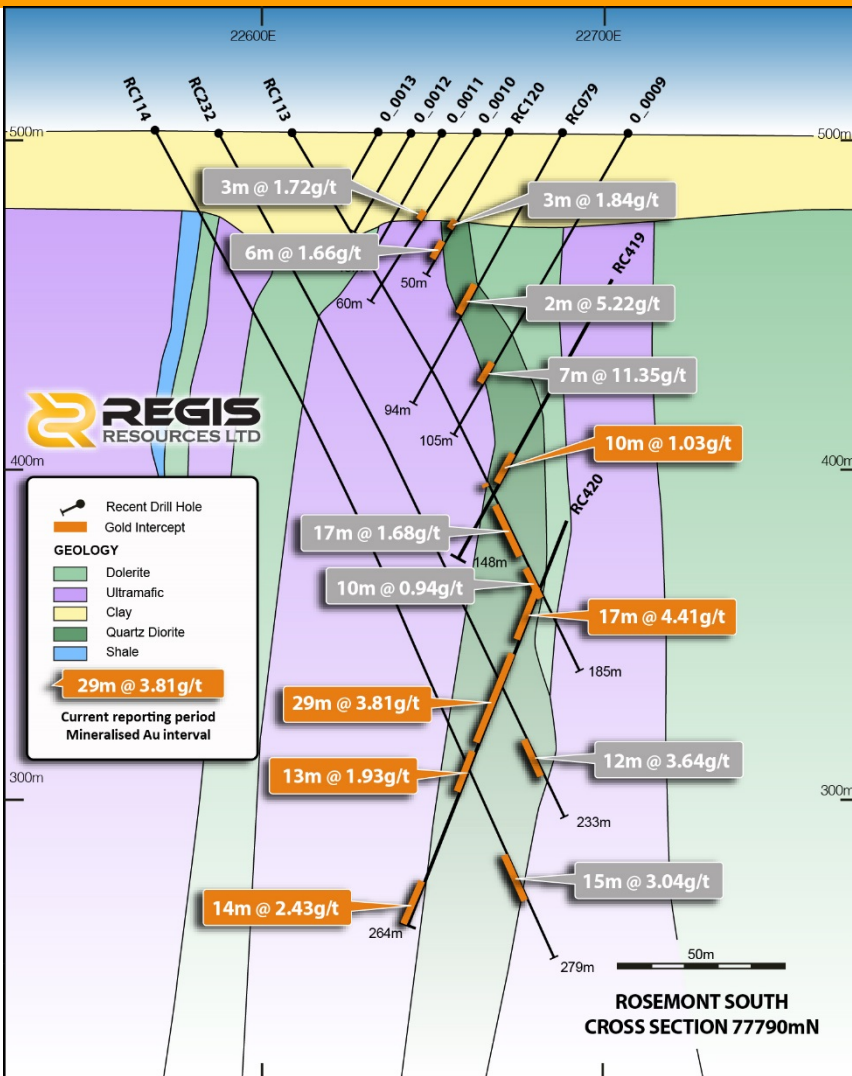 22600E
22700E
RC114
RC232
RC113
0_0013
0_0012
0_0011
0_0010
RC120
RC079
0_0009
500m
500m
3m @ 1.72g/t
3m @ 1.84g/t
6m @ 1.66g/t
RC419
50m
60m
2m @ 5.22g/t
7m @ 11.35g/t
94m
105m
REGIS
RESOURCES LTD
10m @ 1.03g/t
400m
400m
RC420
Recent Drill Hole
Gold Intercept
GEOLOGY
Dolerite
Ultramafic
Clay
Quartz Diorite
Shale
29m @ 3.81g/t
Current reporting period
Mineralised Au interval
17m @ 1.68g/t
148m
10m @ 0.94g/t
17m @ 4.41g/t
185m
29m @ 3.81g/t
12m @ 3.64g/t
13m @ 1.93g/t
300m
300m
233m
15m @ 3.04g/t
14m @ 2.43g/t
264m
279m
50m
ROSEMONT SOUTH
CROSS SECTION 77790mN